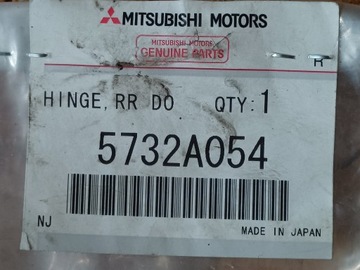 MITSUBISHI MOTORS
MITSUBISHI MOTORS
GENUINE PARTS
HINGE, RR DO QTY:1
5732A054
NJ
MADE IN JAPAN